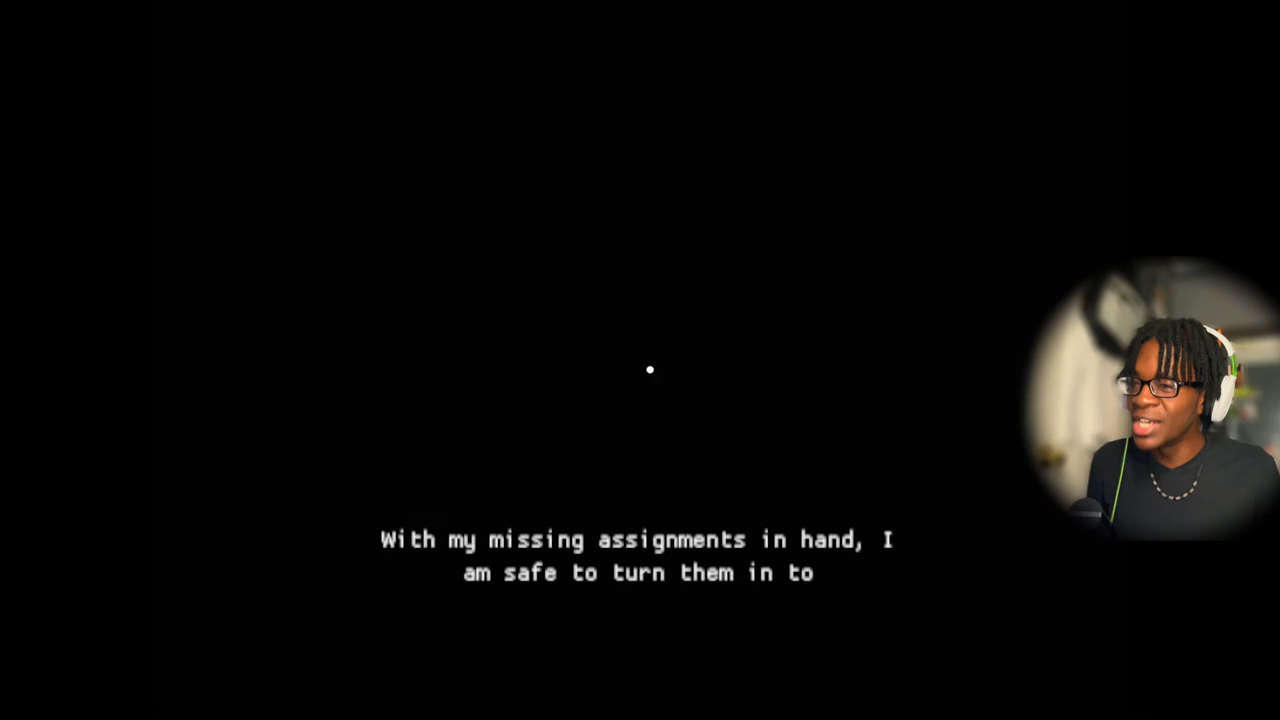 With my missing assignments in hand, I
am safe to turn them in to